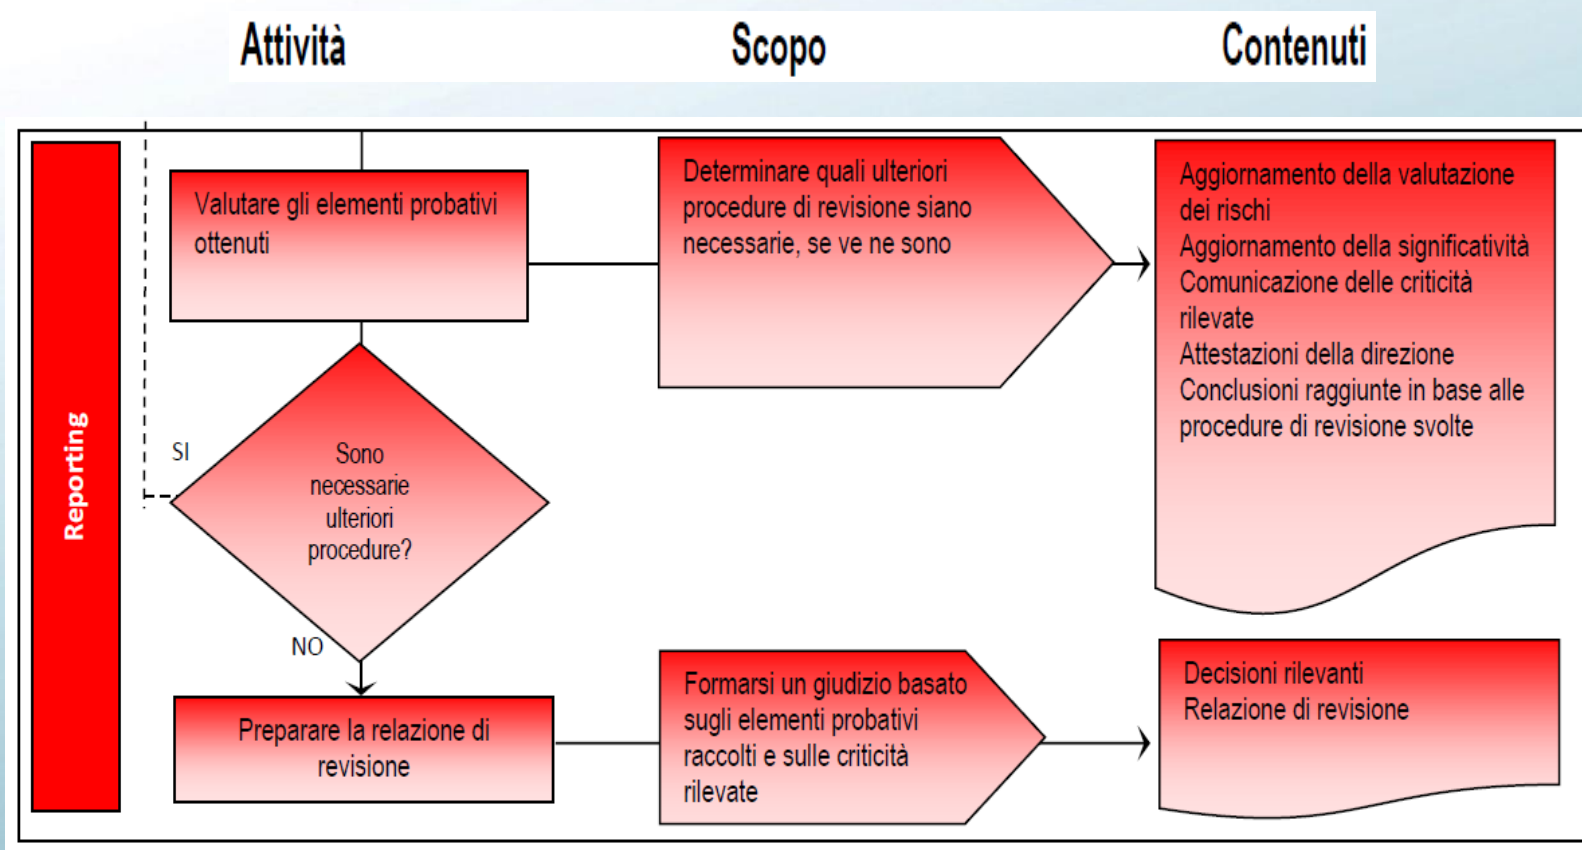 Attività
Scopo
Contenuti
Reporting
Valutare gli elementi probativi
ottenuti
Determinare quali ulteriori
procedure di revisione siano
necessarie, se ve ne sono
Aggiornamento della valutazione
dei rischi
Aggiornamento della significatività
Comunicazione delle criticità
rilevate
Attestazioni della direzione
Conclusioni raggiunte in base alle
procedure di revisione svolte
SI
Sono
necessarie
ulteriori
procedure?
NO
Preparare la relazione di
revisione
Formarsi un giudizio basato
sugli elementi probativi
raccolti e sulle criticità
rilevate
Decisioni rilevanti
Relazione di revisione